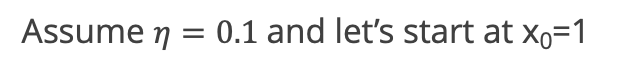 Assume η = 0.1 and let’s start at x₀=1